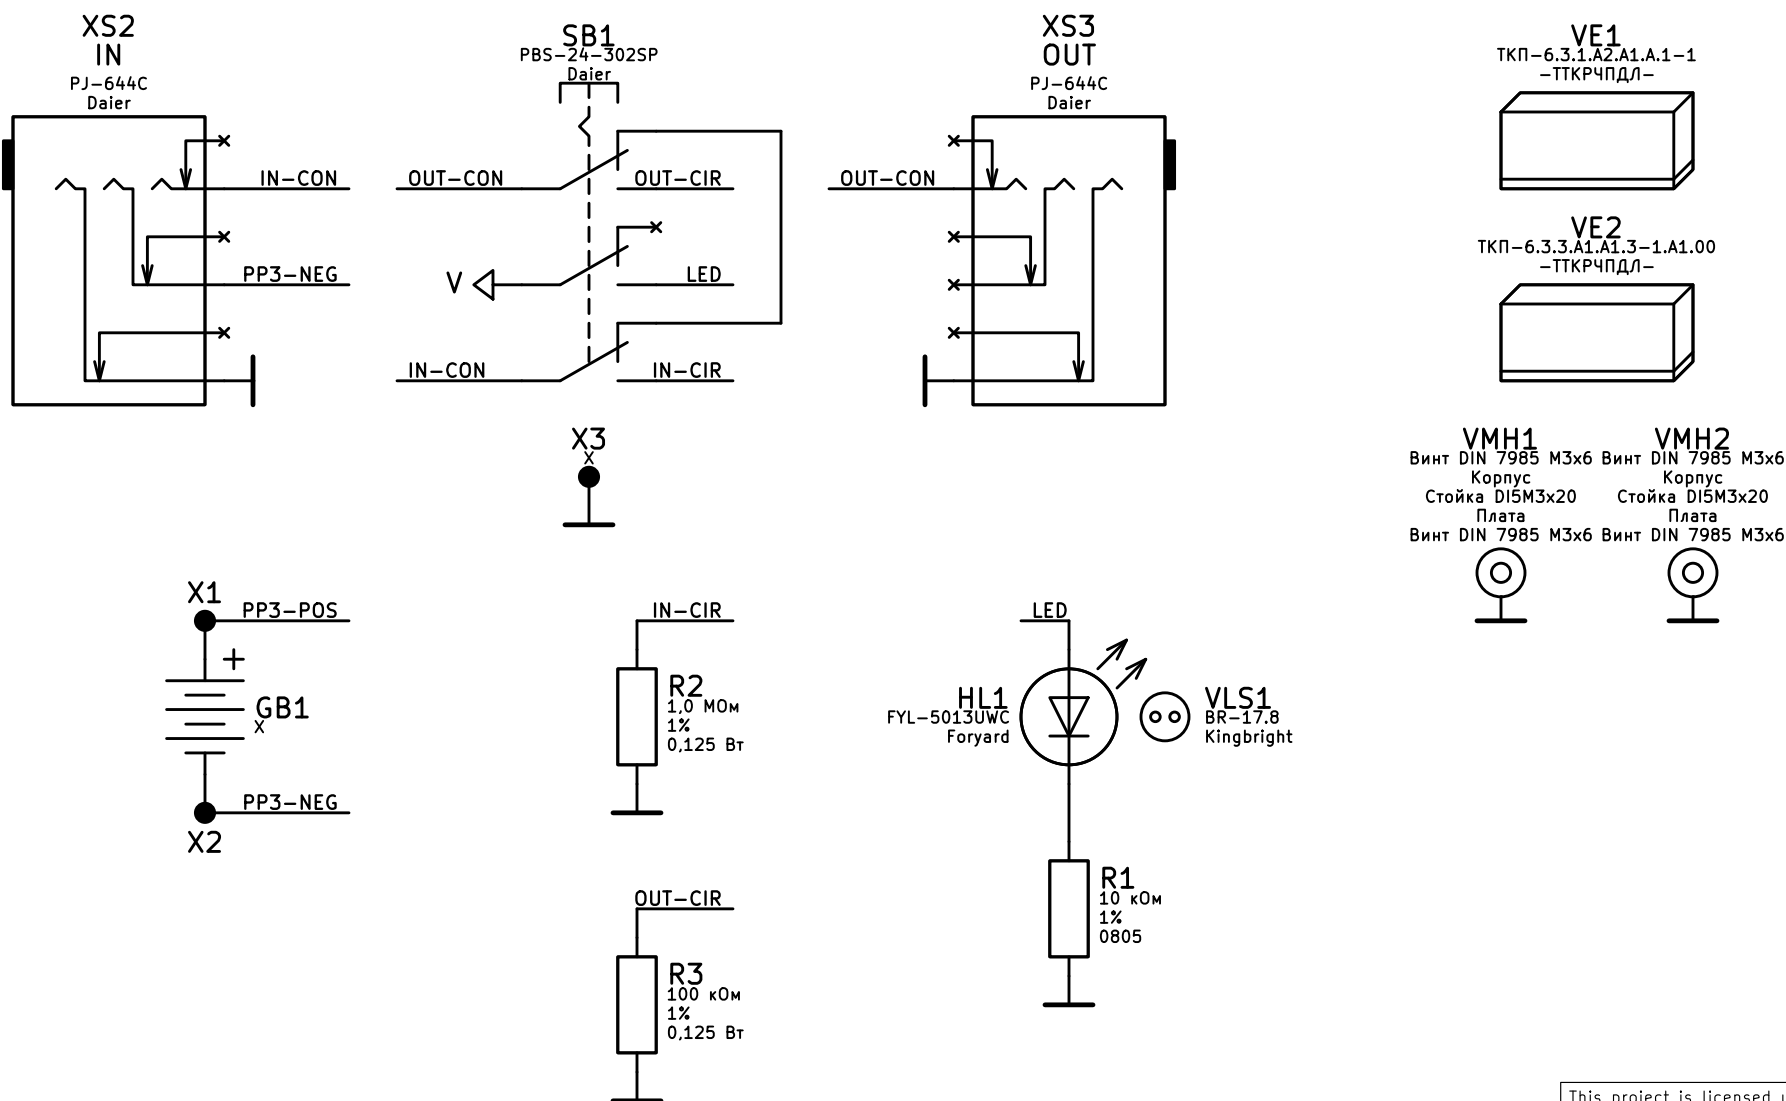 XS2
IN
PJ-644C
Daier
IN-CON
PP3-NEG
SB1
PBS-24-302SP
Daier
OUT-CON
OUT-CIR
V
LED
IN-CON
IN-CIR
XS3
OUT
PJ-644C
Daier
OUT-CON
VE1
ТКП-6.3.1.А2.А1.А.1-1
-ТТКРЧПДЛ-
VE2
ТКП-6.3.3.А1.А1.3-1.А1.00
-ТТКРЧПДЛ-
X3
X
VMH1
Винт DIN 7985 М3х6
Корпус
Стойка DI5M3x20
Плата
Винт DIN 7985 М3х6
VMH2
Винт DIN 7985 М3х6
Корпус
Стойка DI5M3x20
Плата
Винт DIN 7985 М3х6
X1
PP3-POS
+
GB1
X
PP3-NEG
X2
IN-CIR
R2
1,0 МОм
1%
0,125 Вт
OUT-CIR
R3
100 кОм
1%
0,125 Вт
LED
HL1
FYL-5013UWC
Foryard
VLS1
BR-17.8
Kingbright
R1
10 кОм
1%
0805
This project is licensed